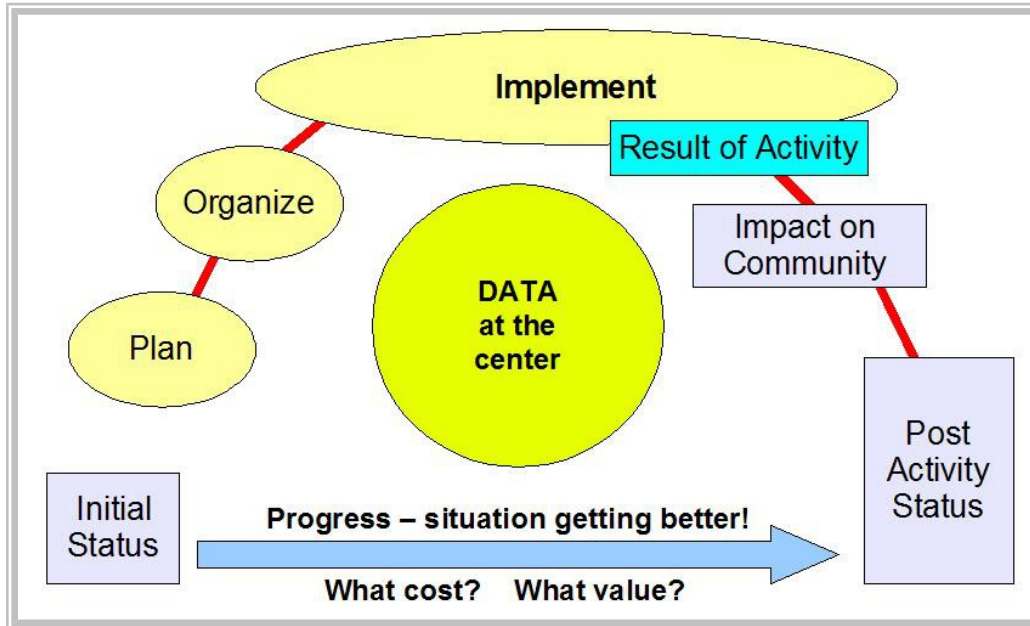 Implement
Result of Activity
Organize
Impact on
Community
DATA
at the
center
Plan
Post
Activity
Status
Initial
Status
Progress – situation getting better!
What cost? What value?